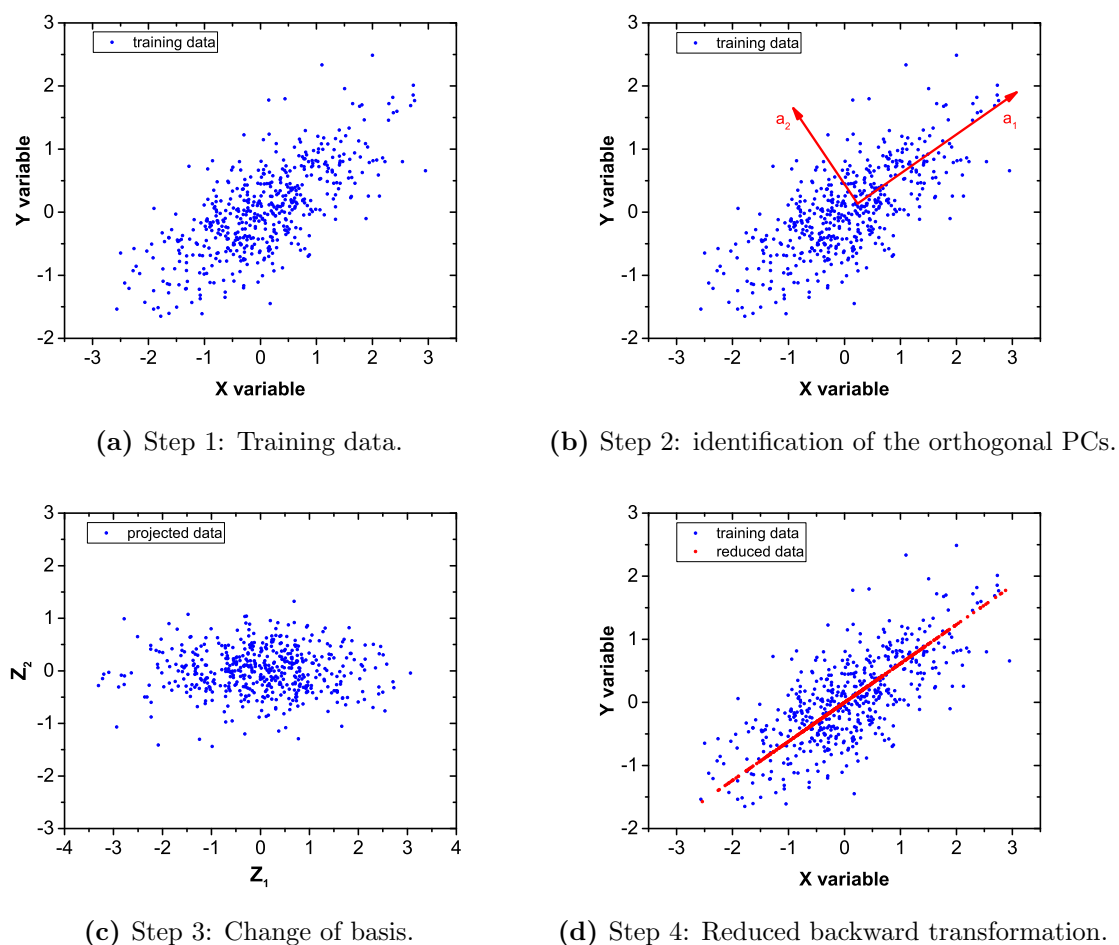 training data
3
2
1
0
-1
-2
Y variable
-3 -2 -1 0 1 2 3
X variable
(a) Step 1: Training data.
training data
3
2
1
0
-1
-2
Y variable
a2
a1
-3 -2 -1 0 1 2 3
X variable
(b) Step 2: identification of the orthogonal PCs.
projected data
3
2
1
0
-1
-2
-3
Z2
-4 -3 -2 -1 0 1 2 3 4
Z1
(c) Step 3: Change of basis.
training data
reduced data
3
2
1
0
-1
-2
Y variable
-3 -2 -1 0 1 2 3
X variable
(d) Step 4: Reduced backward transformation.